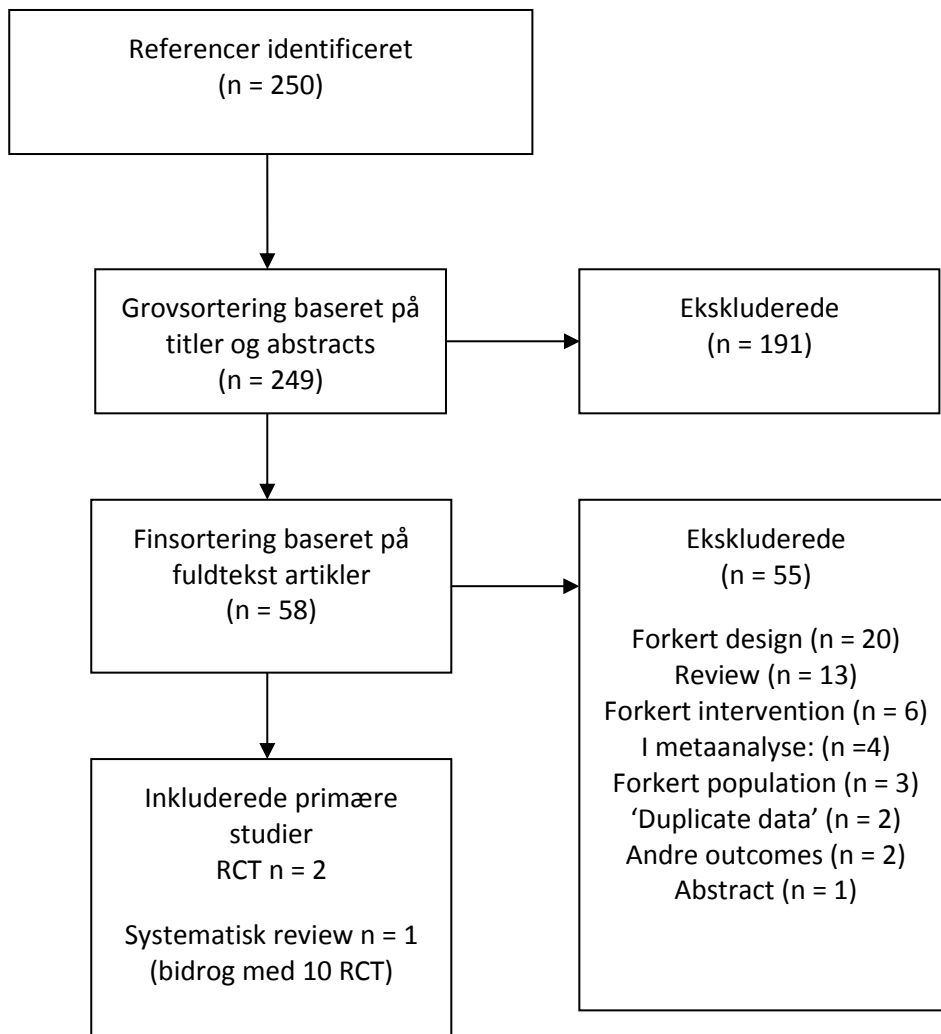 Referencer identificeret
(n = 250)
Grovsortering baseret på
titler og abstracts
(n = 249)
Ekskluderede
(n = 191)
Finsortering baseret på
fuldtekst artikler
(n = 58)
Ekskluderede
(n = 55)
Forkert design (n = 20)
Review (n = 13)
Forkert intervention (n = 6)
I metaanalyse: (n =4)
Forkert population (n = 3)
‘Duplicate data’ (n = 2)
Andre outcomes (n = 2)
Abstract (n = 1)
Inkluderede primære
studier
RCT n = 2
Systematisk review n = 1
(bidrog med 10 RCT)